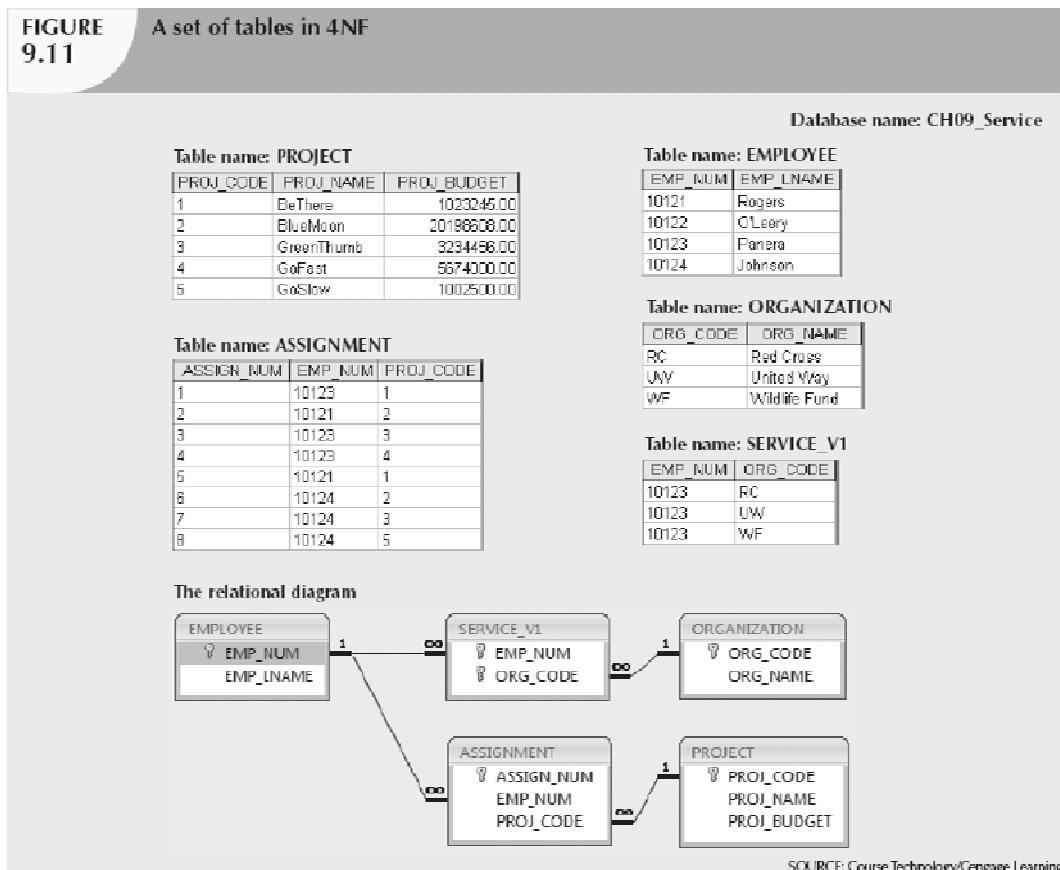 FIGURE 9.11
A set of tables in 4NF
Database name: CH09_Service
Table name: PROJECT
PROJ_CODE PROJ_NAME PROJ_BUDGET
1 BeThere 1023245.00
2 BlueMoon 20198608.00
3 GreenThumb 3234456.00
4 GoFast 5674000.00
5 GoSlow 1002500.00
Table name: EMPLOYEE
EMP_NUM EMP_LNAME
10121 Rogers
10122 O'Leery
10123 Panera
10124 Johnson
Table name: ORGANIZATION
ORG_CODE ORG_NAME
RC Red Cross
UW United Way
WF Wildlife Fund
Table name: ASSIGNMENT
ASSIGN_NUM EMP_NUM PROJ_CODE
1 10123 1
2 10121 2
3 10123 3
4 10123 4
5 10121 1
6 10124 2
7 10124 3
8 10124 5
Table name: SERVICE_V1
EMP_NUM ORG_CODE
10123 RC
10123 UW
10123 WF
The relational diagram
EMPLOYEE
EMP_NUM
EMP_LNAME
1 ∞
SERVICE_V1
EMP_NUM
ORG_CODE
∞ 1
ORGANIZATION
ORG_CODE
ORG_NAME
∞
ASSIGNMENT
ASSIGN_NUM
EMP_NUM
PROJ_CODE
∞ 1
PROJECT
PROJ_CODE
PROJ_NAME
PROJ_BUDGET
SOURCE: Course Technology/Cengage Learning